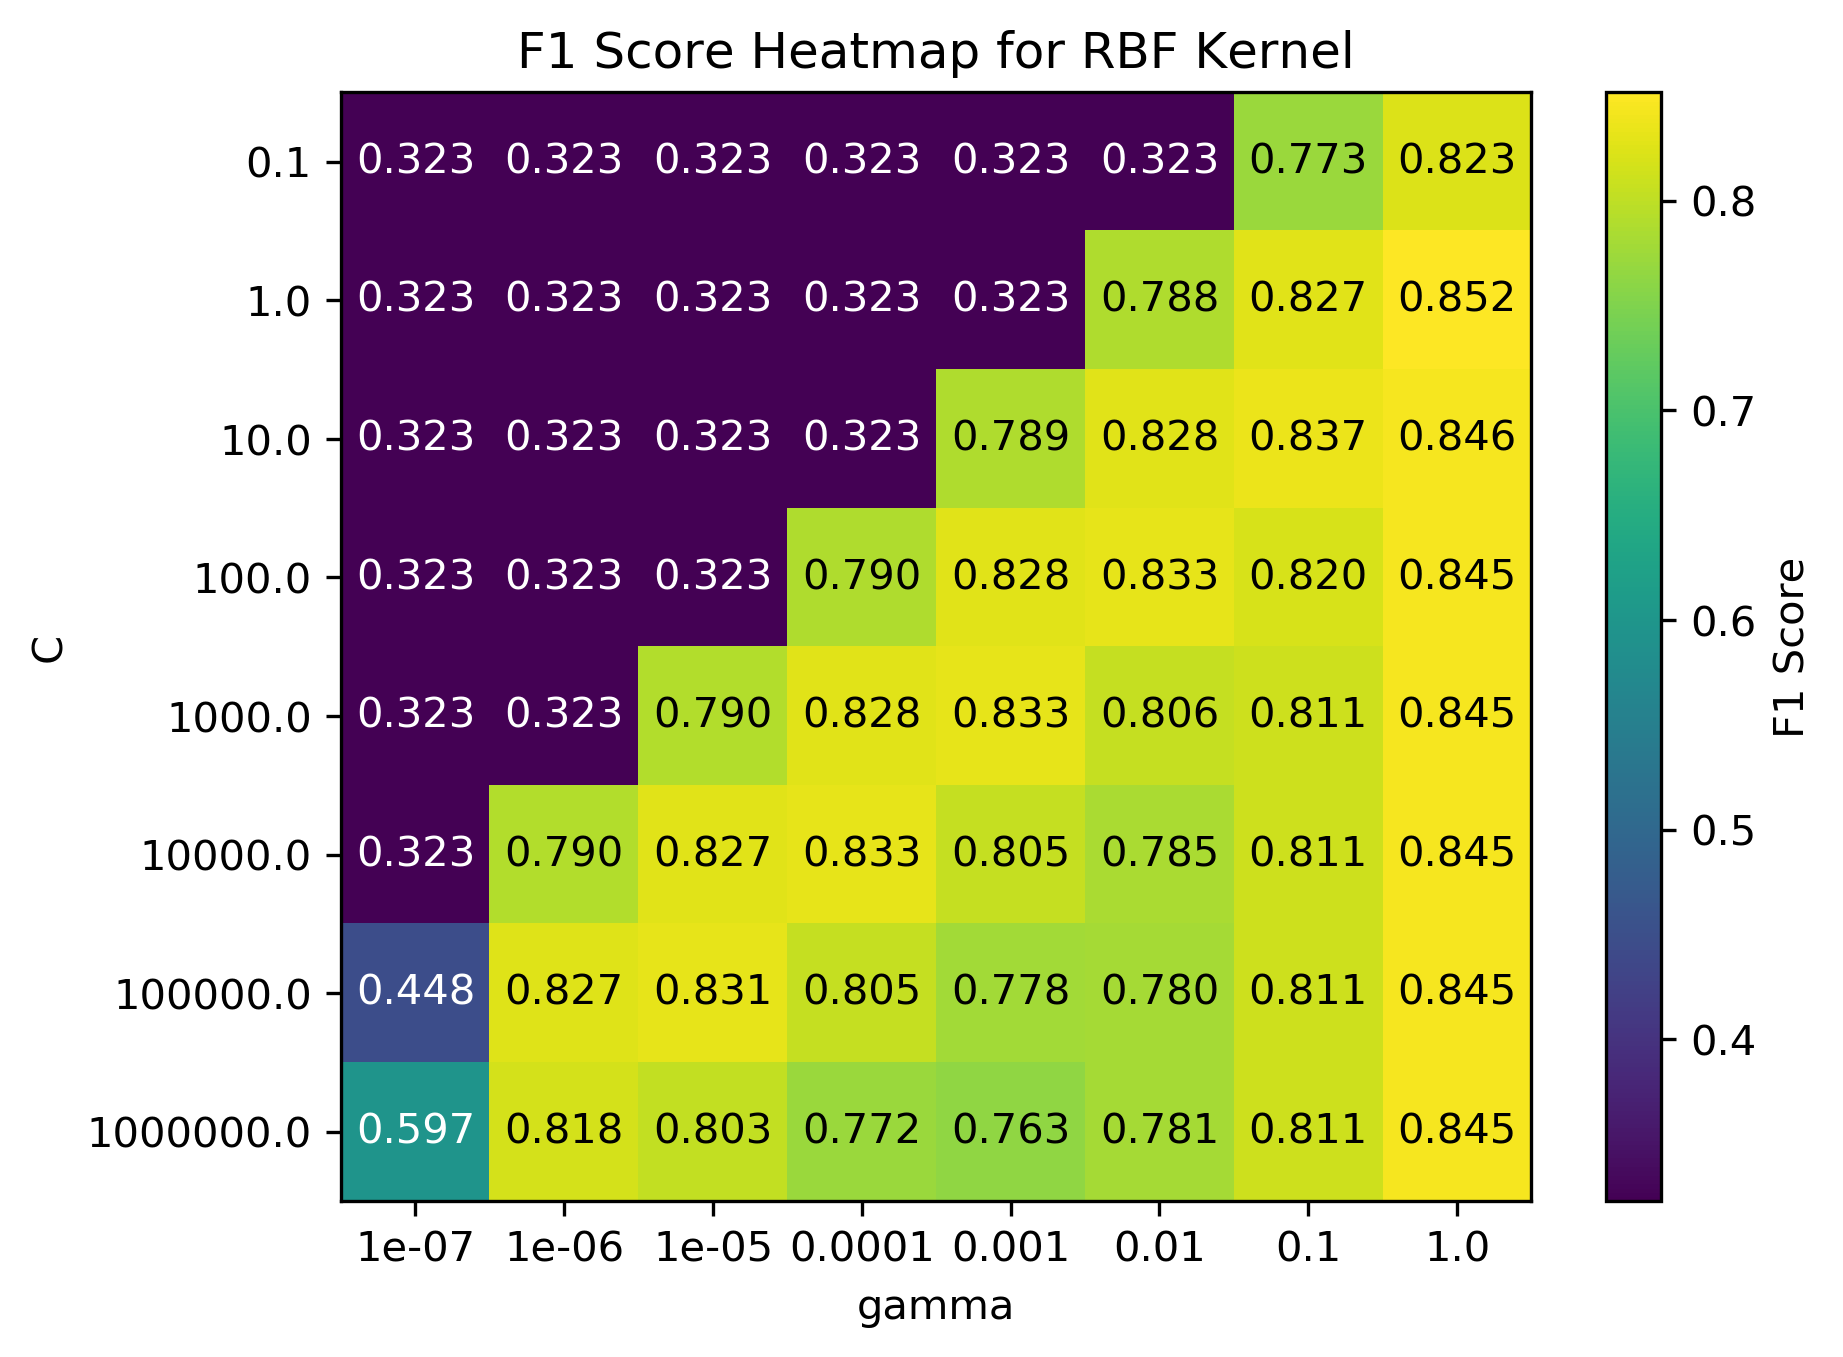 F1 Score Heatmap for RBF Kernel
0.1 0.323 0.323 0.323 0.323 0.323 0.323 0.773 0.823
1.0 0.323 0.323 0.323 0.323 0.323 0.788 0.827 0.852
10.0 0.323 0.323 0.323 0.323 0.789 0.828 0.837 0.846
100.0 0.323 0.323 0.323 0.790 0.828 0.833 0.820 0.845
1000.0 0.323 0.323 0.790 0.828 0.833 0.806 0.811 0.845
10000.0 0.323 0.790 0.827 0.833 0.805 0.785 0.811 0.845
100000.0 0.448 0.827 0.831 0.805 0.778 0.780 0.811 0.845
1000000.0 0.597 0.818 0.803 0.772 0.763 0.781 0.811 0.845
1e-07 1e-06 1e-05 0.0001 0.001 0.01 0.1 1.0
gamma
C
0.8
0.7
0.6
0.5
0.4
F1 Score